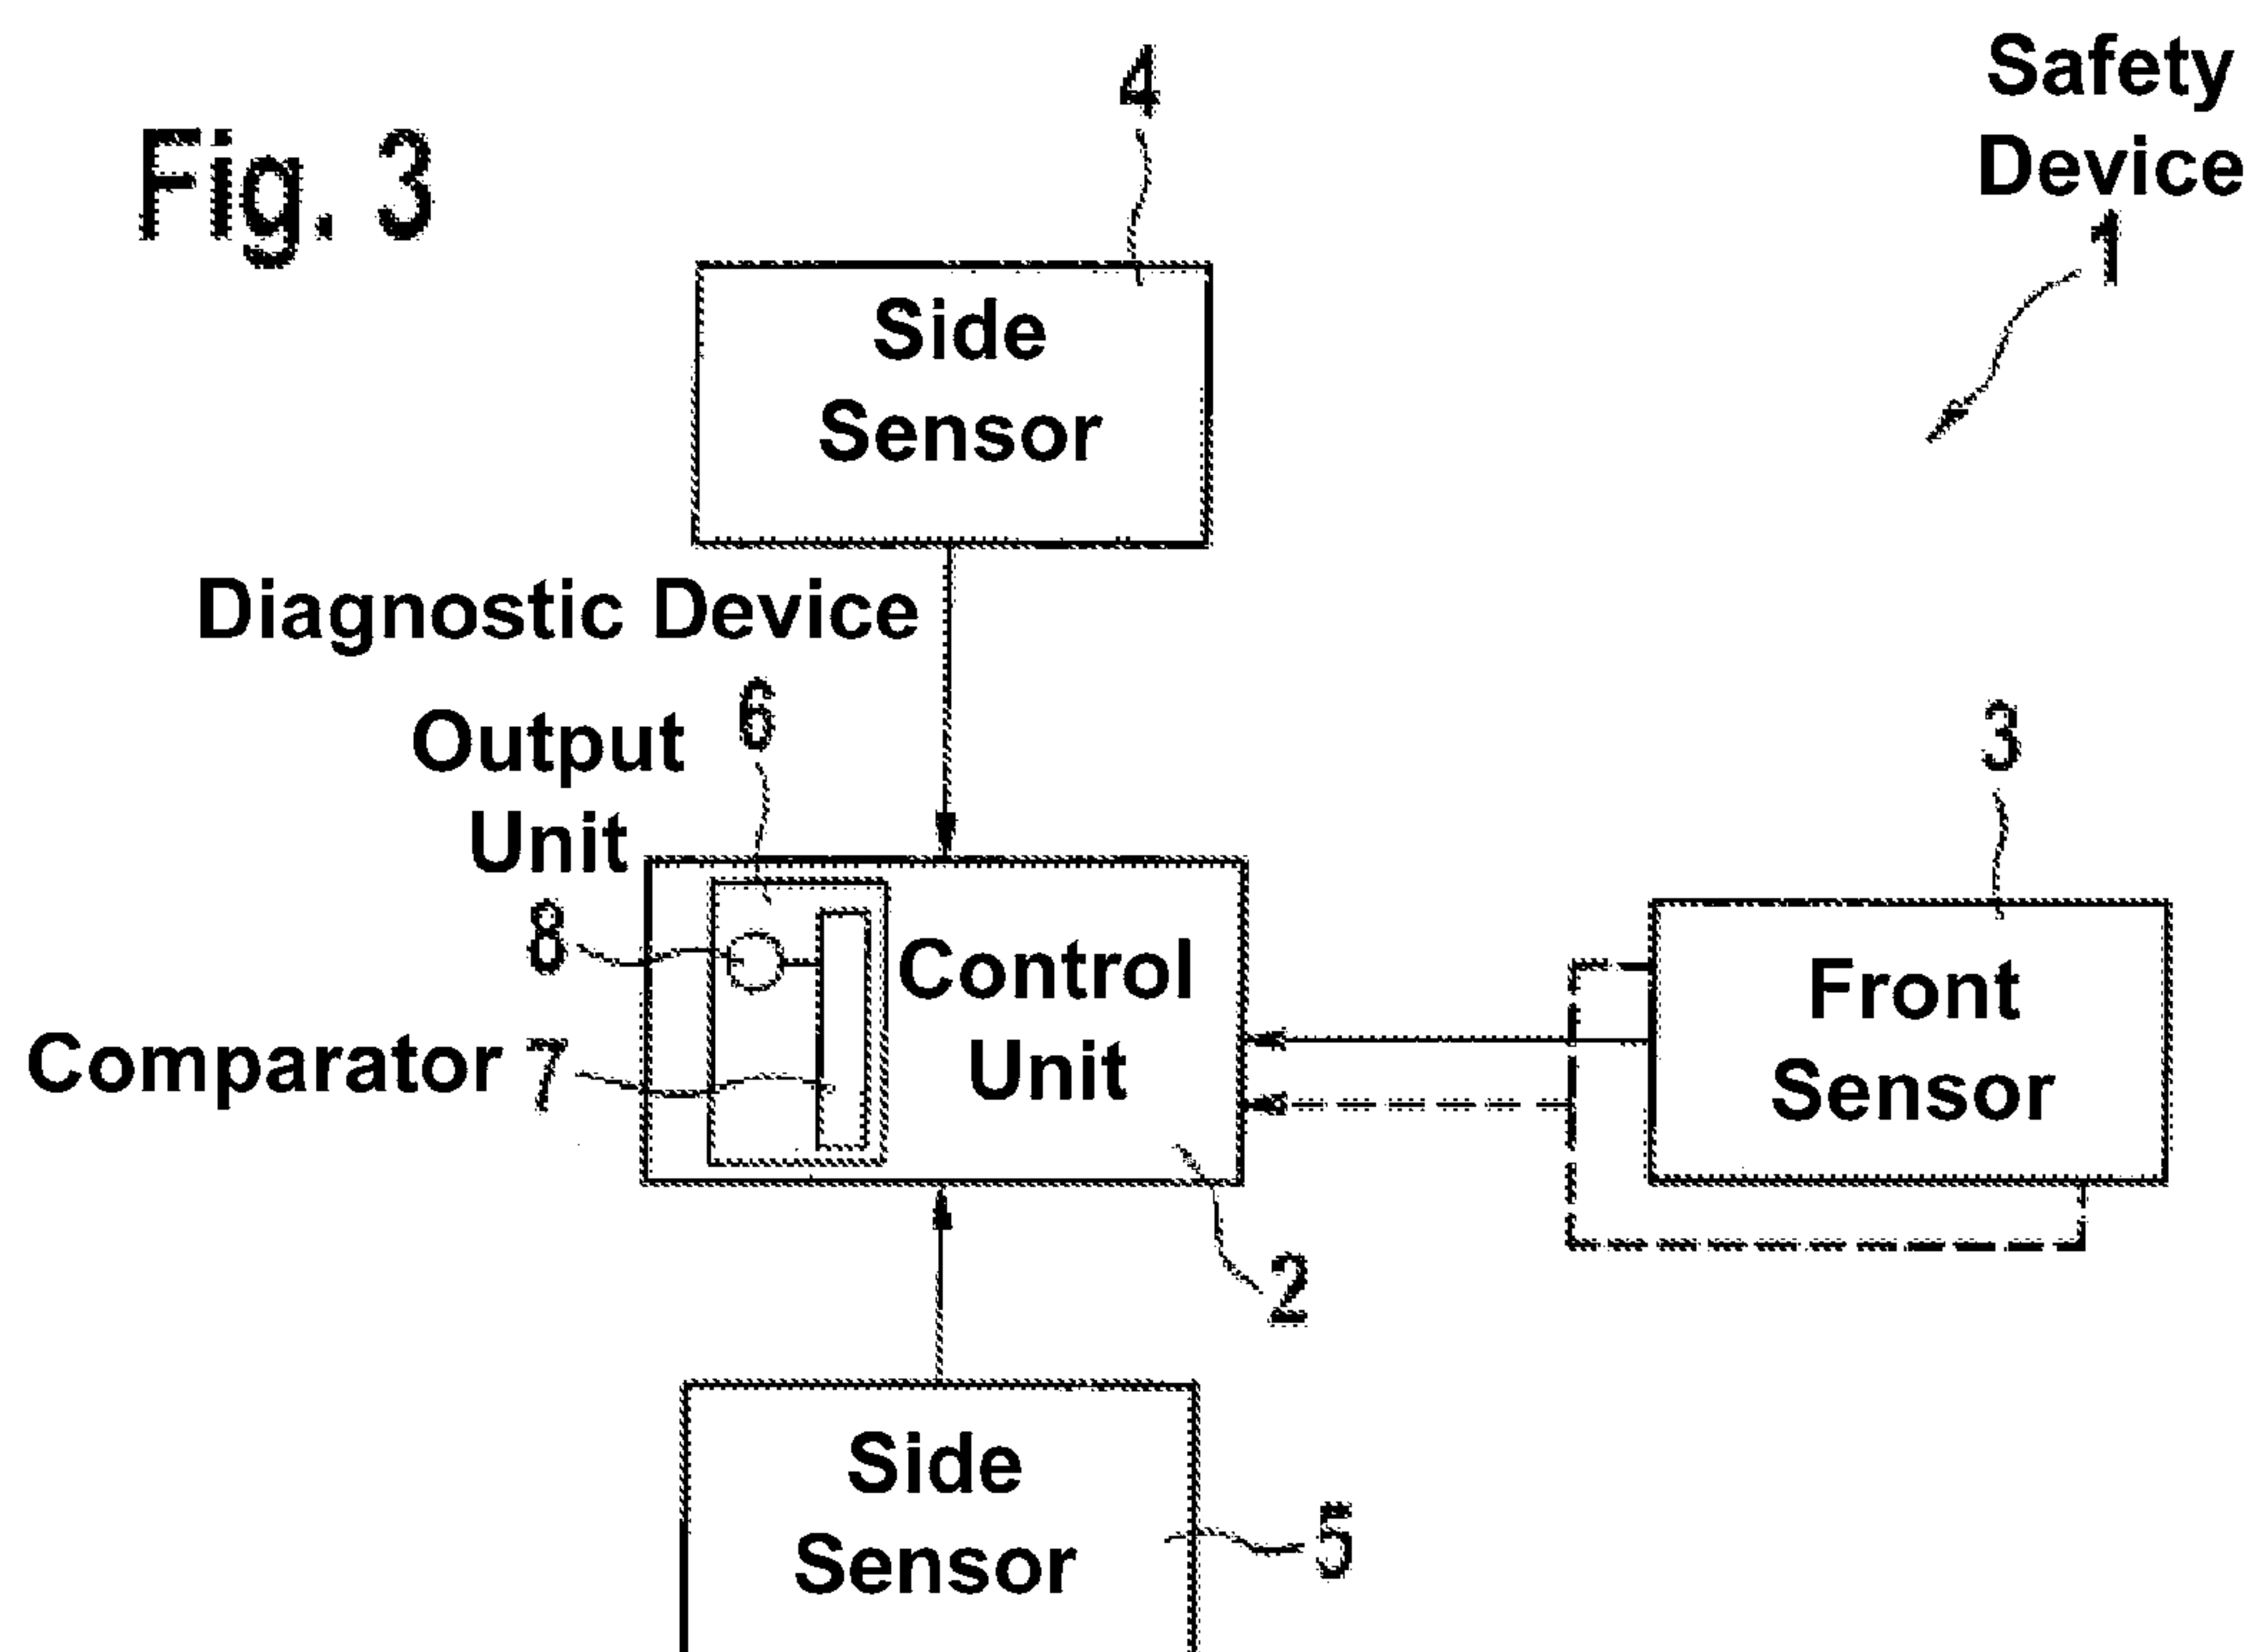 Fig. 3
4
Safety
Device
1
Side
Sensor
Diagnostic Device
6
Output
Unit
8
Comparator 7
Control
Unit
2
3
Front
Sensor
Side
Sensor
5